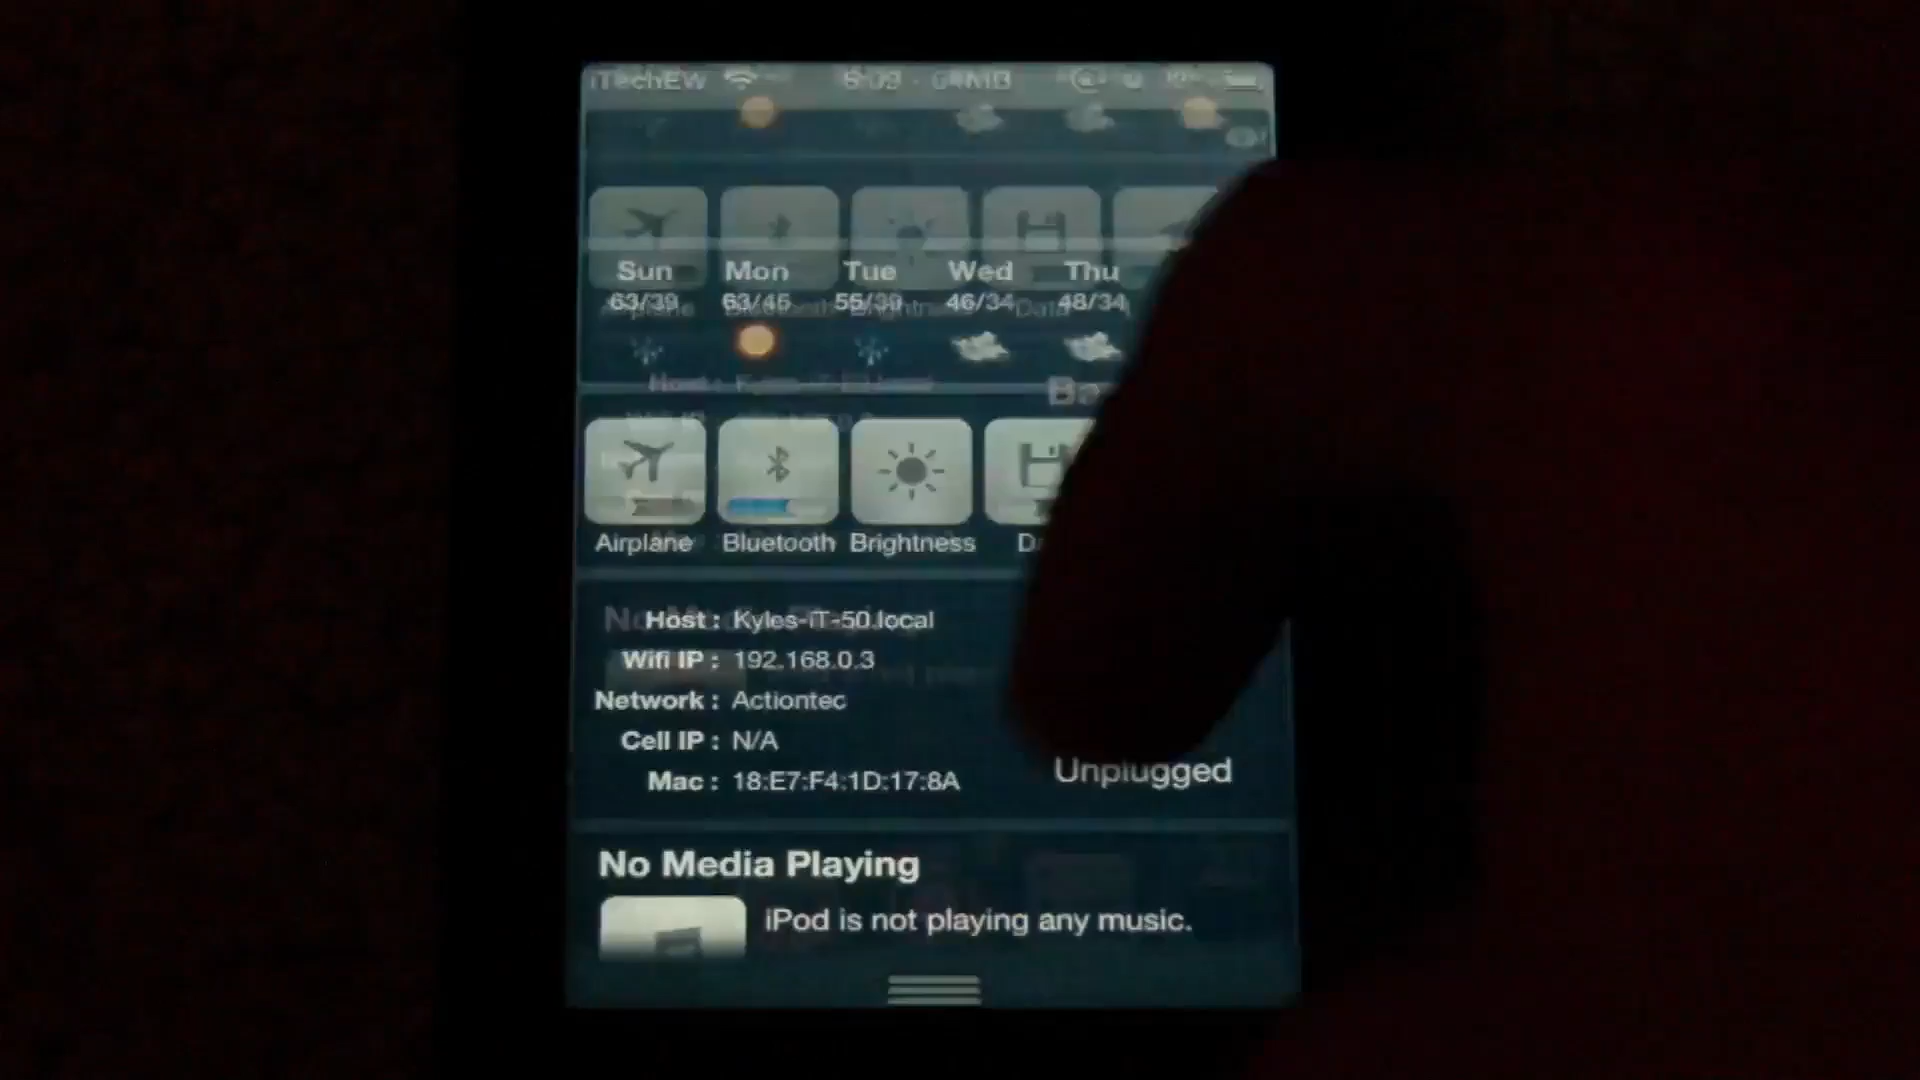 iTechEW
Sun Mon Tue Wed Thu
63/39 63/45 55/39 46/34 48/34
Airplane Bluetooth Brightness
Host : Kyles-iT-50.local
Wifi IP : 192.168.0.3
Network : Actiontec
Cell IP : N/A
Mac : 18:E7:F4:1D:17:8A
Unplugged
No Media Playing
iPod is not playing any music.